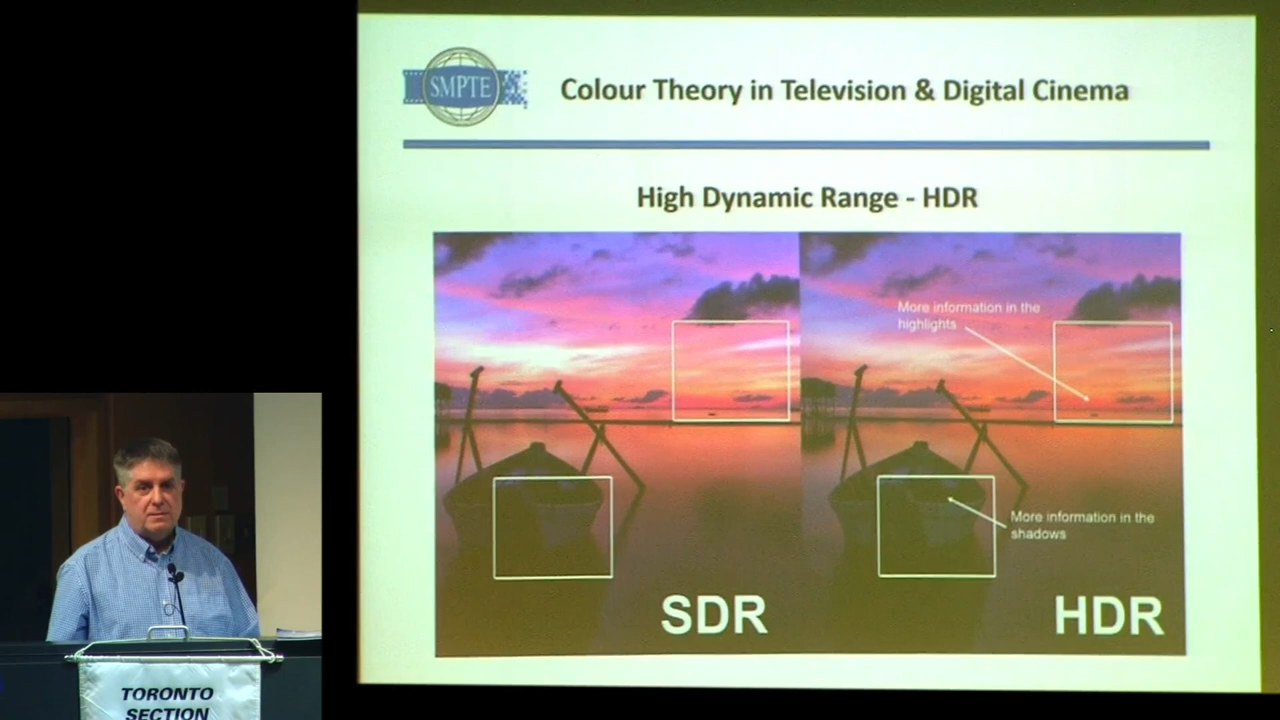 SMPTE
Colour Theory in Television & Digital Cinema
High Dynamic Range - HDR
More information in the
highlights
More information in the
shadows
SDR
HDR
TORONTO
SECTION